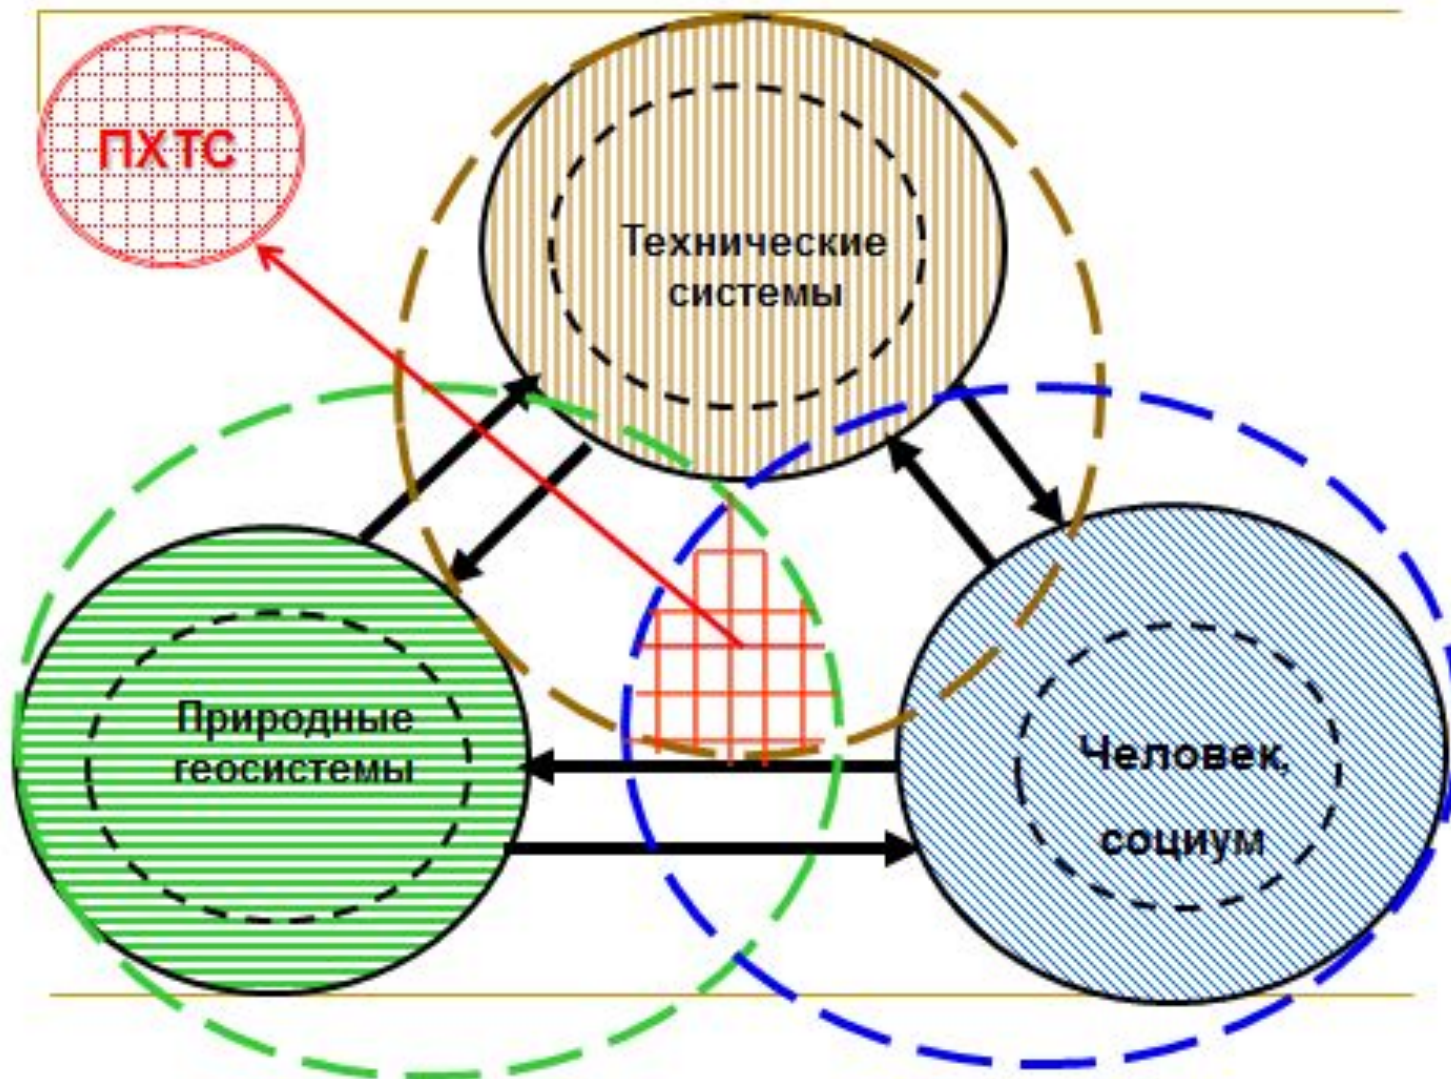 ПХТС
Технические
системы
Природные
геосистемы
Человек,
социум